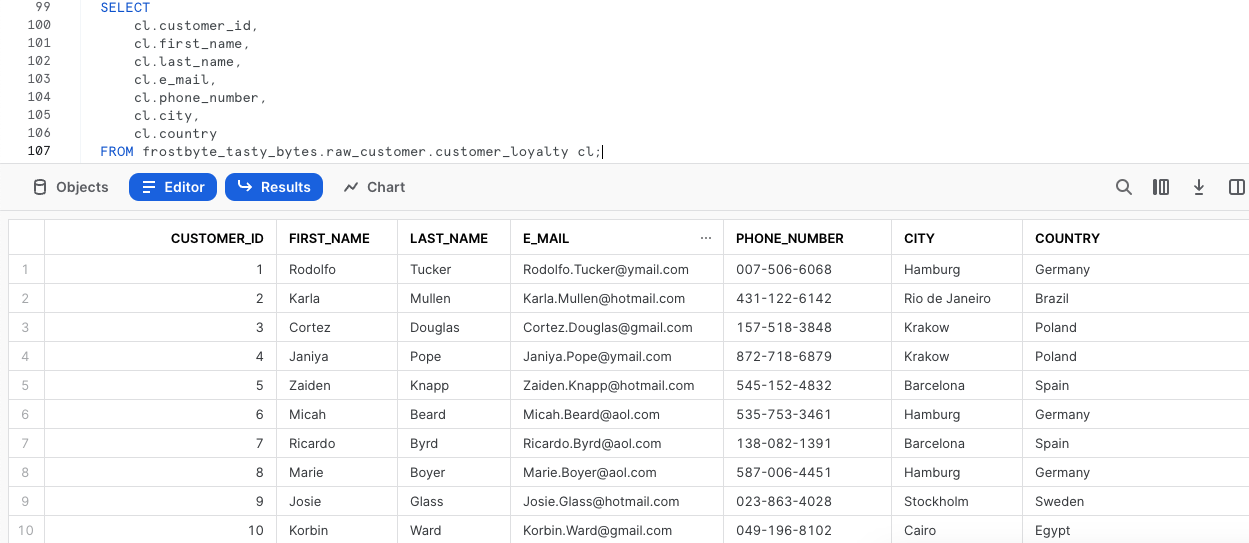 99 SELECT
100 cl.customer_id,
101 cl.first_name,
102 cl.last_name,
103 cl.e_mail,
104 cl.phone_number,
105 cl.city,
106 cl.country
107 FROM frostbyte_tasty_bytes.raw_customer.customer_loyalty cl;
Objects Editor Results Chart
CUSTOMER_ID FIRST_NAME LAST_NAME E_MAIL ... PHONE_NUMBER CITY COUNTRY
1 1 Rodolfo Tucker Rodolfo.Tucker@ymail.com 007-506-6068 Hamburg Germany
2 2 Karla Mullen Karla.Mullen@hotmail.com 431-122-6142 Rio de Janeiro Brazil
3 3 Cortez Douglas Cortez.Douglas@gmail.com 157-518-3848 Krakow Poland
4 4 Janiya Pope Janiya.Pope@ymail.com 872-718-6879 Krakow Poland
5 5 Zaiden Knapp Zaiden.Knapp@hotmail.com 545-152-4832 Barcelona Spain
6 6 Micah Beard Micah.Beard@aol.com 535-753-3461 Hamburg Germany
7 7 Ricardo Byrd Ricardo.Byrd@aol.com 138-082-1391 Barcelona Spain
8 8 Marie Boyer Marie.Boyer@aol.com 587-006-4451 Hamburg Germany
9 9 Josie Glass Josie.Glass@hotmail.com 023-863-4028 Stockholm Sweden
10 10 Korbin Ward Korbin.Ward@gmail.com 049-196-8102 Cairo Egypt